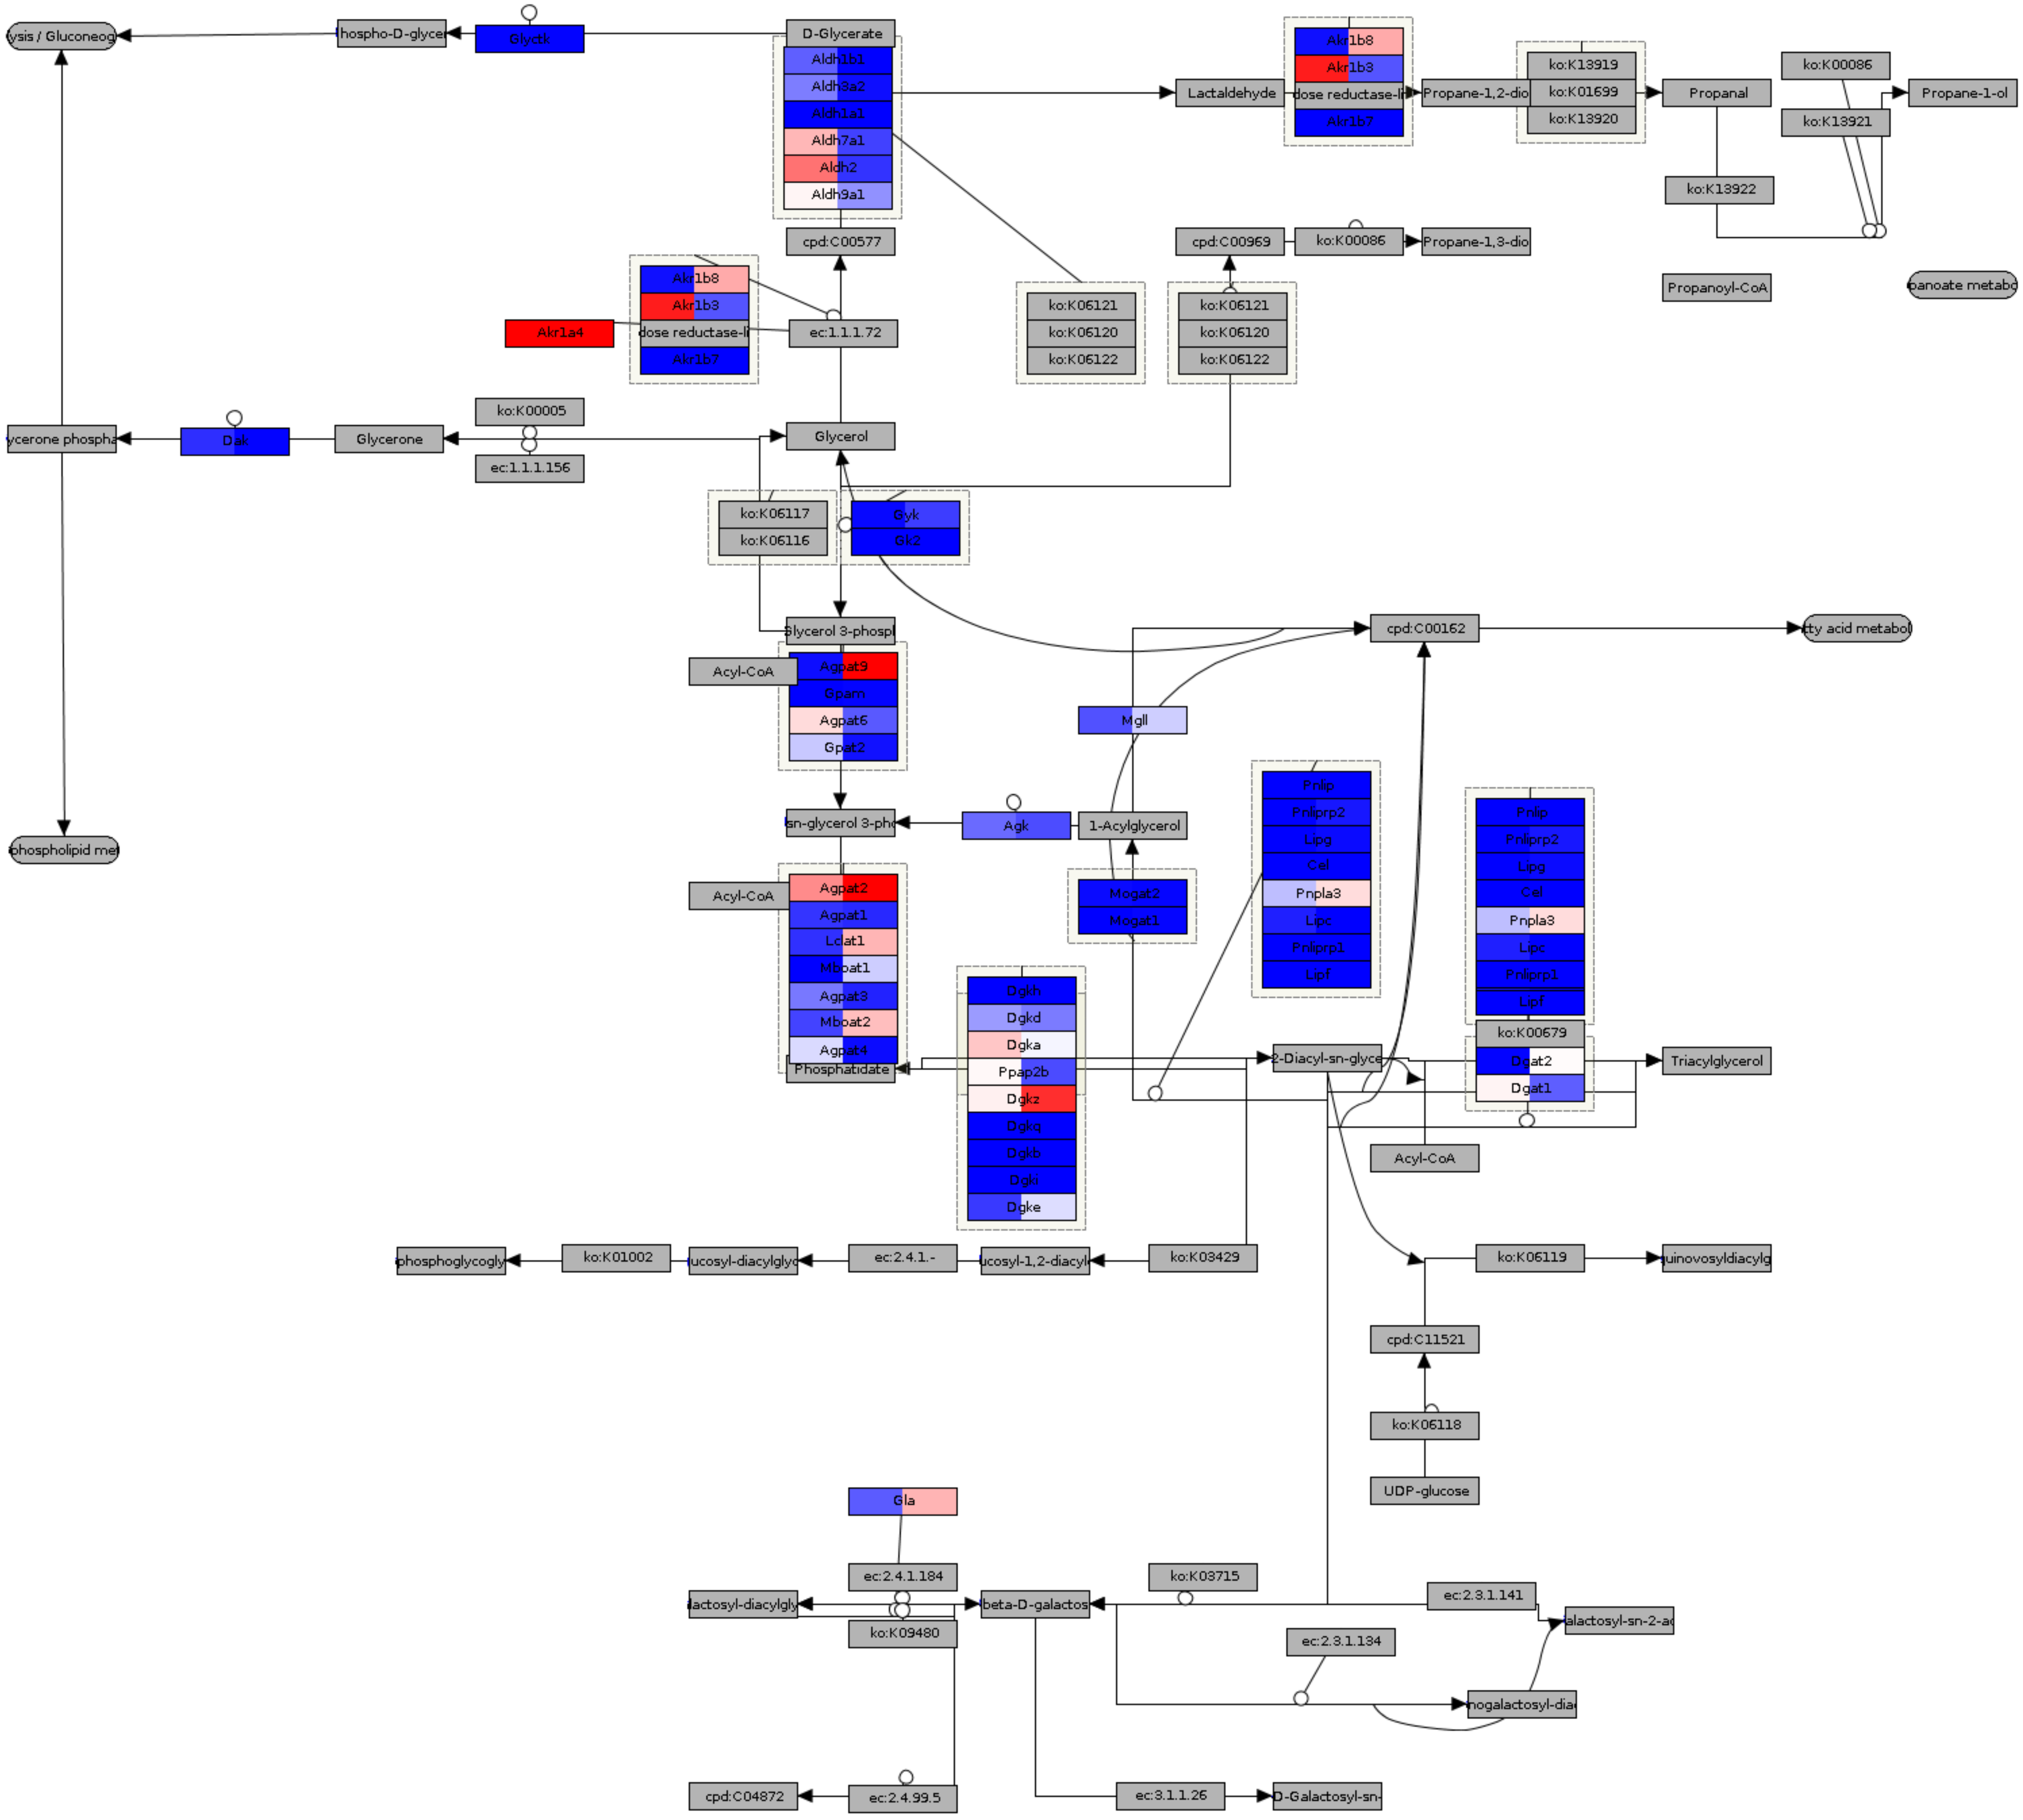 ysis / Gluconeog
hospho-D-glycer
Glyctk
D-Glycerate
Aldh1b1
Aldh3a2
Aldh1a1
Aldh7a1
Aldh2
Aldh9a1
Lactaldehyde
Akr1b8
Akr1b3
dose reductase-li
Akr1b7
Propane-1,2-dio
ko:K13919
ko:K01699
ko:K13920
Propanal
ko:K00086
ko:K13921
Propane-1-ol
ko:K13922
cpd:C00577
cpd:C00969
ko:K00086
Propane-1,3-dio
Propanoyl-CoA
panoate metabo
Akr1b8
Akr1b3
dose reductase-li
Akr1b7
Akr1a4
ec:1.1.1.72
ko:K06121
ko:K06120
ko:K06122
ko:K06121
ko:K06120
ko:K06122
ycerone phospha
Dak
Glycerone
ko:K00005
ec:1.1.1.156
Glycerol
ko:K06117
ko:K06116
Gyk
Gk2
Glycerol 3-phosph
cpd:C00162
tty acid metabol
Acyl-CoA
Agpat9
Gpam
Agpat6
Gpat2
Mgll
sn-glycerol 3-pho
Agk
1-Acylglycerol
phospholipid met
Pnlip
Pnliprp2
Lipg
Cel
Pnpla3
Lipc
Pnliprp1
Lipf
Pnlip
Pnliprp2
Lipg
Cel
Pnpla3
Lipc
Pnliprp1
Lipf
Acyl-CoA
Agpat2
Agpat1
Lclat1
Mboat1
Agpat3
Mboat2
Agpat4
Phosphatidate
Mogat2
Mogat1
Dgkh
Dgkd
Dgka
Ppap2b
Dgkz
Dgkq
Dgkb
Dgki
Dgke
2-Diacyl-sn-glyce
ko:K00679
Dgat2
Dgat1
Triacylglycerol
Acyl-CoA
phosphoglycogly
ko:K01002
ucosyl-diacylglyc
ec:2.4.1.-
ucosyl-1,2-diacyl
ko:K03429
ko:K06119
uinovosyldiacylg
cpd:C11521
ko:K06118
UDP-glucose
Gla
ec:2.4.1.184
lactosyl-diacylgly
ko:K09480
beta-D-galactos
ko:K03715
ec:2.3.1.141
alactosyl-sn-2-ac
ec:2.3.1.134
nogalactosyl-diac
cpd:C04872
ec:2.4.99.5
ec:3.1.1.26
D-Galactosyl-sn-